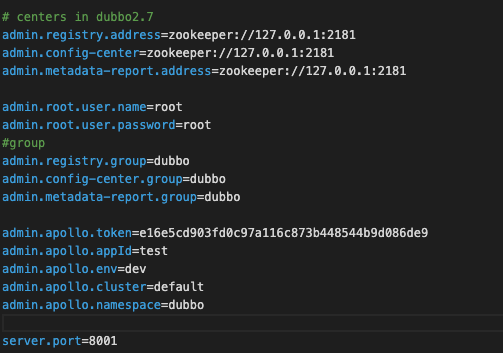 # centers in dubbo2.7
admin.registry.address=zookeeper://127.0.0.1:2181
admin.config-center=zookeeper://127.0.0.1:2181
admin.metadata-report.address=zookeeper://127.0.0.1:2181
admin.root.user.name=root
admin.root.user.password=root
#group
admin.registry.group=dubbo
admin.config-center.group=dubbo
admin.metadata-report.group=dubbo
admin.apollo.token=e16e5cd903fd0c97a116c873b448544b9d086de9
admin.apollo.appId=test
admin.apollo.env=dev
admin.apollo.cluster=default
admin.apollo.namespace=dubbo
server.port=8001